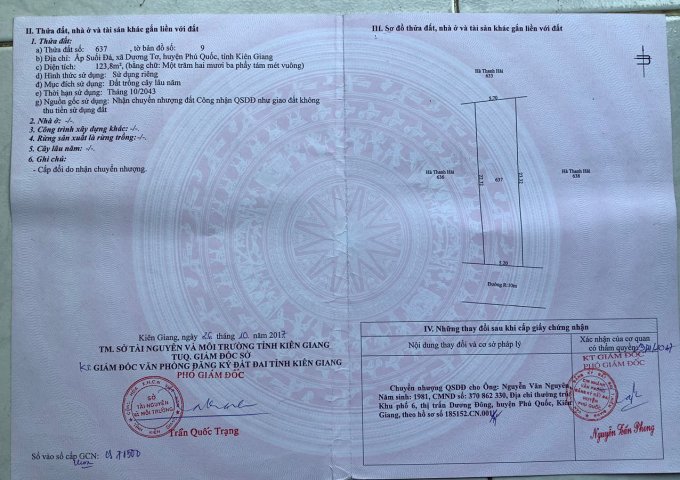 II. Thửa đất, nhà ở và tài sản khác gắn liền với đất
1. Thửa đất:
a) Thửa đất số: 637 , tờ bản đồ số: 9
b) Địa chỉ: Ấp Suối Đá, xã Dương Tơ, huyện Phú Quốc, tỉnh Kiên Giang
c) Diện tích: 123,8m², (bằng chữ: Một trăm hai mươi ba phẩy tám mét vuông)
d) Hình thức sử dụng: Sử dụng riêng
đ) Mục đích sử dụng: Đất trồng cây lâu năm
e) Thời hạn sử dụng: Tháng 10/2043
g) Nguồn gốc sử dụng: Nhận chuyển nhượng đất Công nhận QSDĐ như giao đất không
thu tiền sử dụng đất
2. Nhà ở: -/-.
3. Công trình xây dựng khác: -/-.
4. Rừng sản xuất là rừng trồng: -/-.
5. Cây lâu năm: -/-.
6. Ghi chú:
- Cấp đổi do nhận chuyển nhượng.
Kiên Giang, ngày 26 tháng 10 năm 2017
TM. SỞ TÀI NGUYÊN VÀ MÔI TRƯỜNG TỈNH KIÊN GIANG
TUQ. GIÁM ĐỐC SỞ
KT GIÁM ĐỐC VĂN PHÒNG ĐĂNG KÝ ĐẤT ĐAI TỈNH KIÊN GIANG
PHÓ GIÁM ĐỐC
SỞ
TÀI NGUYÊN
VÀ MÔI TRƯỜNG
Trần Quốc Trạng
Số vào sổ cấp GCN:
III. Sơ đồ thửa đất, nhà ở và tài sản khác gắn liền với đất
Hà Thanh Hải
635
5.20
Hà Thanh Hải
636
637
Hà Thanh Hải
638
5.20
Đường R:10m
IV. Những thay đổi sau khi cấp giấy chứng nhận
Nội dung thay đổi và cơ sở pháp lý
Xác nhận của cơ quan
có thẩm quyền
KT GIÁM ĐỐC
PHÓ GIÁM ĐỐC
Chuyển nhượng QSDĐ cho Ông: Nguyễn Văn Nguyên
Năm sinh: 1981, CMND số: 370 862 330, Địa chỉ thường trú:
Khu phố 6, thị trấn Dương Đông, huyện Phú Quốc, Kiên
Giang, theo hồ sơ số 185152.CN.001
Nguyễn Tấn Phong